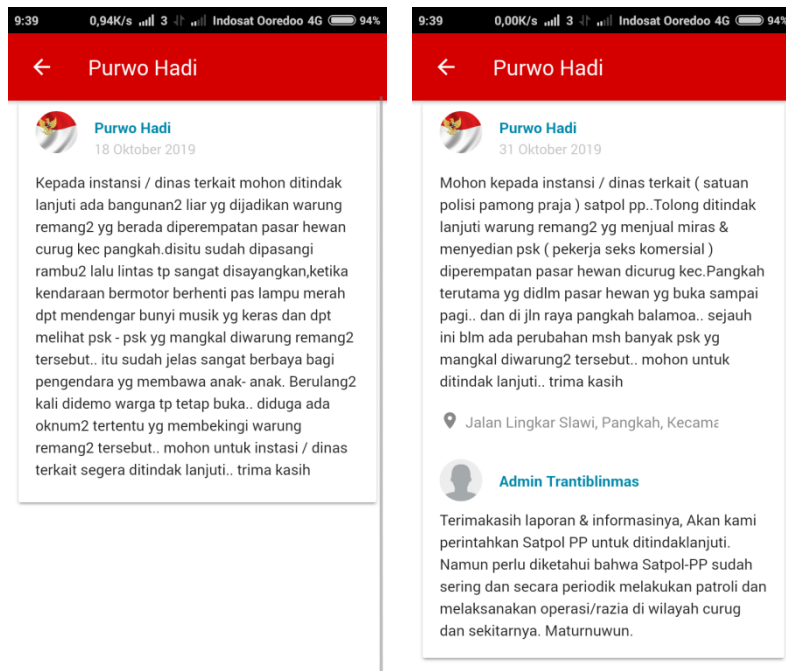 9:39 0,94K/s 3 Indosat Ooredoo 4G 94%
Purwo Hadi
Purwo Hadi
18 Oktober 2019
Kepada instansi / dinas terkait mohon ditindak
lanjuti ada bangunan2 liar yg dijadikan warung
remang2 yg berada diperempatan pasar hewan
curug kec pangkah.disitu sudah dipasangi
rambu2 lalu lintas tp sangat disayangkan,ketika
kendaraan bermotor berhenti pas lampu merah
dpt mendengar bunyi musik yg keras dan dpt
melihat psk - psk yg mangkal diwarung remang2
tersebut.. itu sudah jelas sangat berbaya bagi
pengendara yg membawa anak- anak. Berulang2
kali didemo warga tp tetap buka.. diduga ada
oknum2 tertentu yg membekingi warung
remang2 tersebut.. mohon untuk instasi / dinas
terkait segera ditindak lanjuti.. trima kasih
9:39 0,00K/s 3 Indosat Ooredoo 4G 94%
Purwo Hadi
Purwo Hadi
31 Oktober 2019
Mohon kepada instansi / dinas terkait ( satuan
polisi pamong praja ) satpol pp..Tolong ditindak
lanjuti warung remang2 yg menjual miras &
menyedian psk ( pekerja seks komersial )
diperempatan pasar hewan dicurug kec.Pangkah
terutama yg didlm pasar hewan yg buka sampai
pagi.. dan di jln raya pangkah balamoa.. sejauh
ini blm ada perubahan msh banyak psk yg
mangkal diwarung2 tersebut.. mohon untuk
ditindak lanjuti.. trima kasih
Jalan Lingkar Slawi, Pangkah, Kecama
Admin Trantiblinmas
Terimakasih laporan & informasinya, Akan kami
perintahkan Satpol PP untuk ditindaklanjuti.
Namun perlu diketahui bahwa Satpol-PP sudah
sering dan secara periodik melakukan patroli dan
melaksanakan operasi/razia di wilayah curug
dan sekitarnya. Maturnuwun.